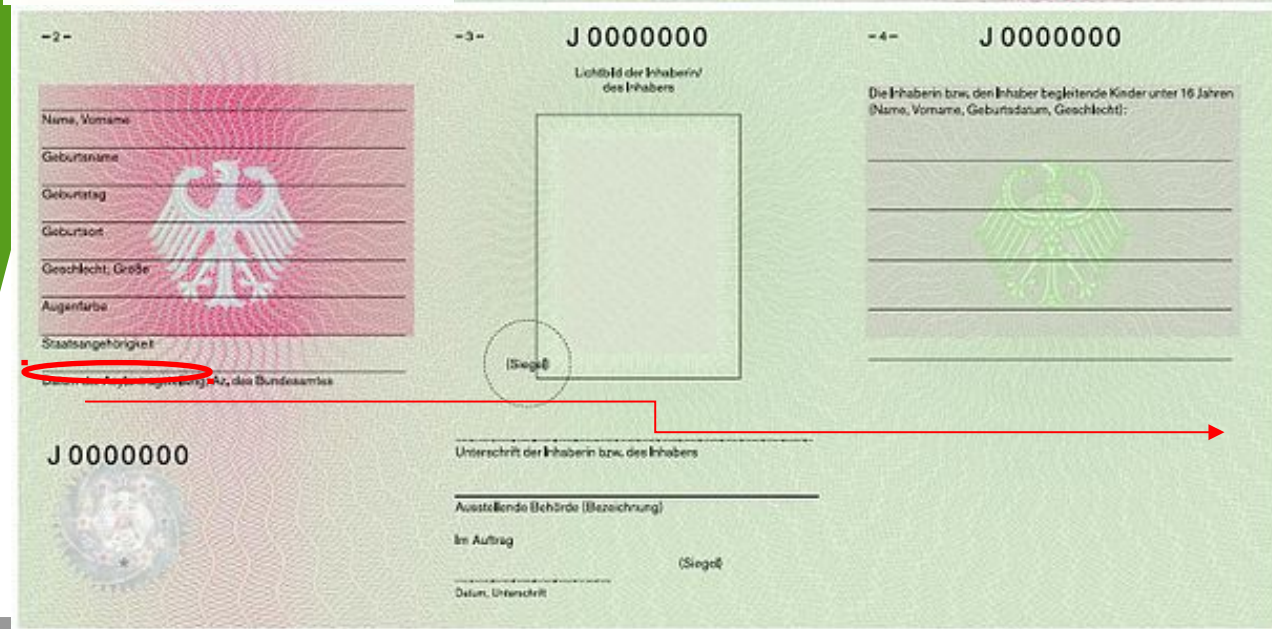 -2-
Name, Vorname
Geburtsname
Geburtstag
Geburtsort
Geschlecht; Größe
Augenfarbe
Staatsangehörigkeit
Az. des Bundesamtes
J 0000000
-3-
J 0000000
Lichtbild der Inhaberin/
des Inhabers
(Siegel)
Unterschrift der Inhaberin bzw. des Inhabers
Ausstellende Behörde (Bezeichnung)
Im Auftrag
(Siegel)
Datum, Unterschrift
-4-
J 0000000
Die Inhaberin bzw. den Inhaber begleitende Kinder unter 16 Jahren
(Name, Vorname, Geburtsdatum, Geschlecht):